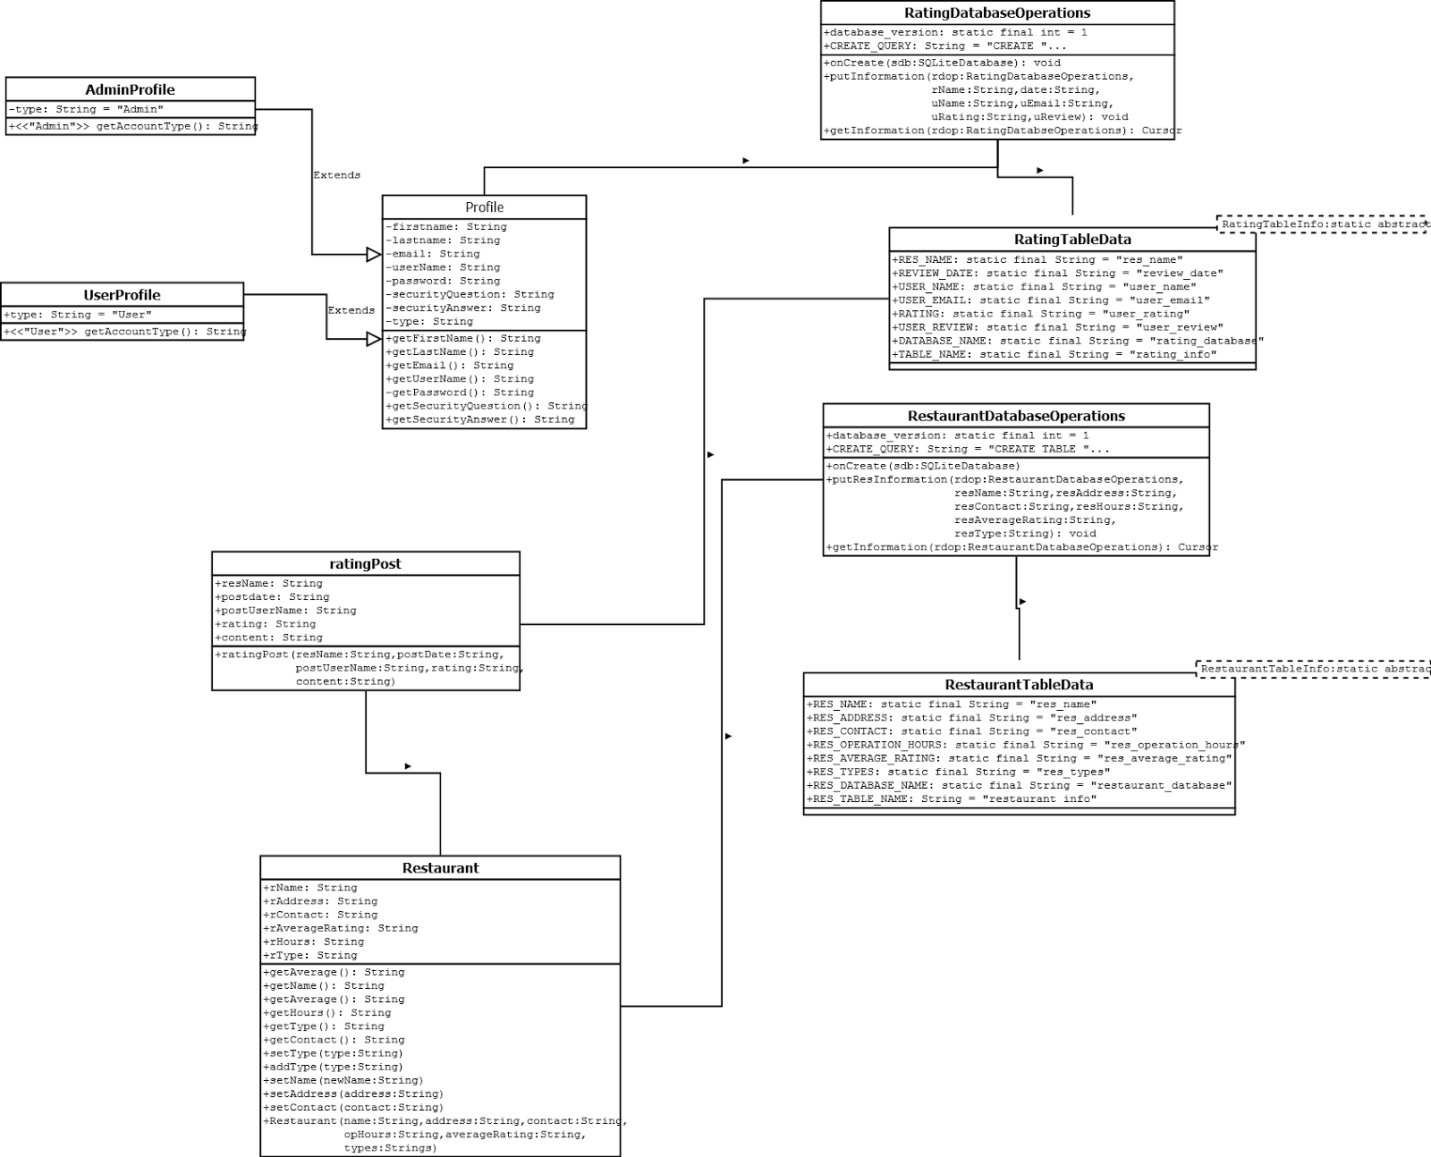 RatingDatabaseOperations
+database_version: static final int = 1
+CREATE_QUERY: String = "CREATE "...
+onCreate(sdb:SQLiteDatabase): void
+putInformation(rdop:RatingDatabaseOperations,
rName:String,date:String,
uName:String,uEmail:String,
uRating:String,uReview): void
+getInformation(rdop:RatingDatabseOperations): Cursor
AdminProfile
-type: String = "Admin"
+<<"Admin">> getAccountType(): String
Extends
Profile
-firstname: String
-lastname: String
-email: String
-userName: String
-password: String
-securityQuestion: String
-securityAnswer: String
-type: String
+getFirstName(): String
+getLastName(): String
+getEmail(): String
+getUserName(): String
-getPassword(): String
+getSecurityQuestion(): String
+getSecurityAnswer(): String
UserProfile
+type: String = "User"
+<<"User">> getAccountType(): String
Extends
RatingTableInfo:static abstract
RatingTableData
+RES_NAME: static final String = "res_name"
+REVIEW_DATE: static final String = "review_date"
+USER_NAME: static final String = "user_name"
+USER_EMAIL: static final String = "user_email"
+RATING: static final String = "user_rating"
+USER_REVIEW: static final String = "user_review"
+DATABASE_NAME: static final String = "rating_database"
+TABLE_NAME: static final String = "rating_info"
RestaurantDatabaseOperations
+database_version: static final int = 1
+CREATE_QUERY: String = "CREATE TABLE "...
+onCreate(sdb:SQLiteDatabase)
+putResInformation(rdop:RestaurantDatabaseOperations,
resName:String,resAddress:String,
resContact:String,resHours:String,
resAverageRating:String,
resType:String): void
+getInformation(rdop:RestaurantDatabaseOperations): Cursor
ratingPost
+resName: String
+postdate: String
+postUserName: String
+rating: String
+content: String
+ratingPost(resName:String,postDate:String,
postUserName:String,rating:String,
content:String)
RestaurantTableInfo:static abstrac
RestaurantTableData
+RES_NAME: static final String = "res_name"
+RES_ADDRESS: static final String = "res_address"
+RES_CONTACT: static final String = "res_contact"
+RES_OPERATION_HOURS: static final String = "res_operation_hours"
+RES_AVERAGE_RATING: static final String = "res_average_rating"
+RES_TYPES: static final String = "res_types"
+RES_DATABASE_NAME: static final String = "restaurant_database"
+RES_TABLE_NAME: String = "restaurant info"
Restaurant
+rName: String
+rAddress: String
+rContact: String
+rAverageRating: String
+rHours: String
+rType: String
+getAverage(): String
+getName(): String
+getAverage(): String
+getHours(): String
+getType(): String
+getContact(): String
+setType(type:String)
+addType(type:String)
+setName(newName:String)
+setAddress(address:String)
+setContact(contact:String)
+Restaurant(name:String,address:String,contact:String,
opHours:String,averageRating:String,
types:Strings)